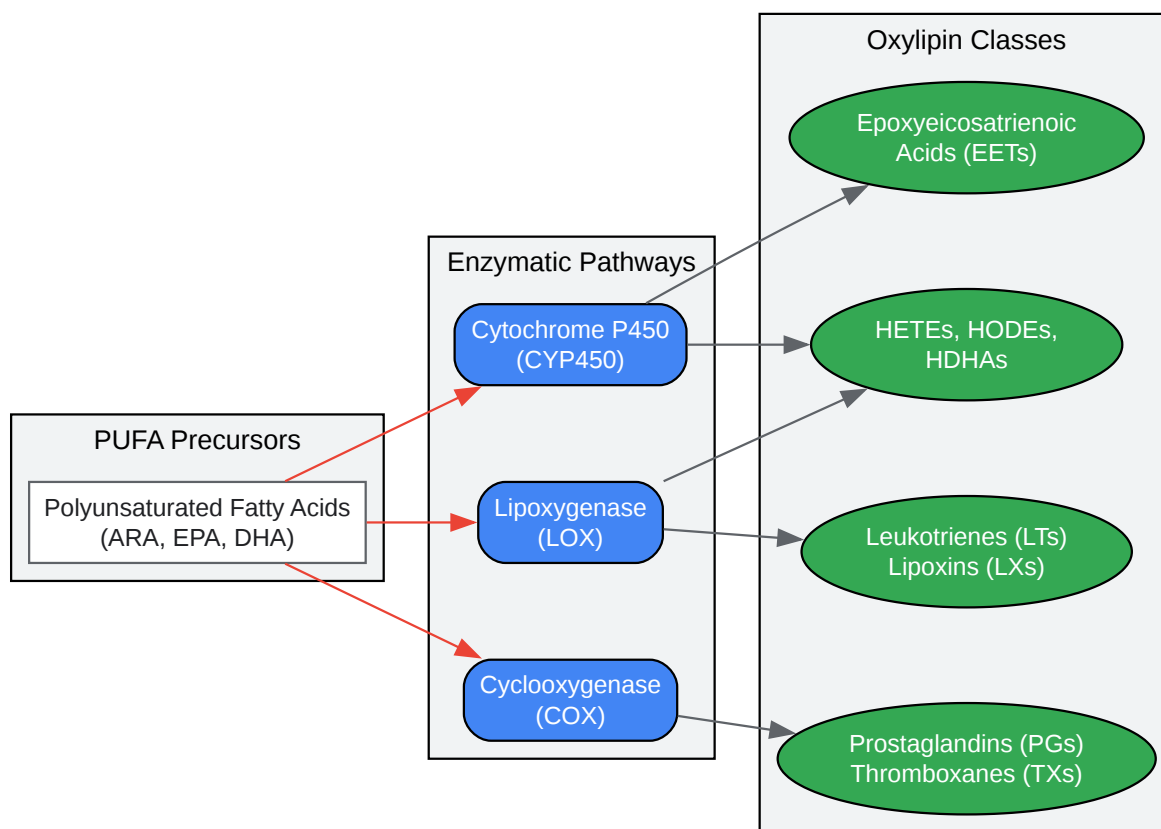 PUFA Precursors
Polyunsaturated Fatty Acids
(ARA, EPA, DHA)
Enzymatic Pathways
Cytochrome P450
(CYP450)
Lipoxygenase
(LOX)
Cyclooxygenase
(COX)
Oxylipin Classes
Epoxyeicosatrienoic
Acids (EETs)
HETEs, HODEs,
HDHAs
Leukotrienes (LTs)
Lipoxins (LXs)
Prostaglandins (PGs)
Thromboxanes (TXs)